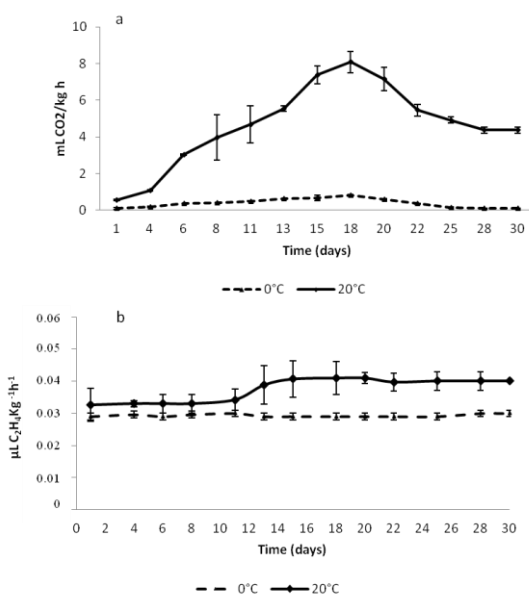 a
10
8
6
4
2
0
mL CO2/kg h
1 4 6 8 11 13 15 18 20 22 25 28 30
Time (days)
0°C 20°C
b
0.06
0.05
0.04
0.03
0.02
0.01
0
µL C₂H₄Kg⁻¹h⁻¹
0 2 4 6 8 10 12 14 16 18 20 22 24 26 28 30
Time (days)
0°C 20°C